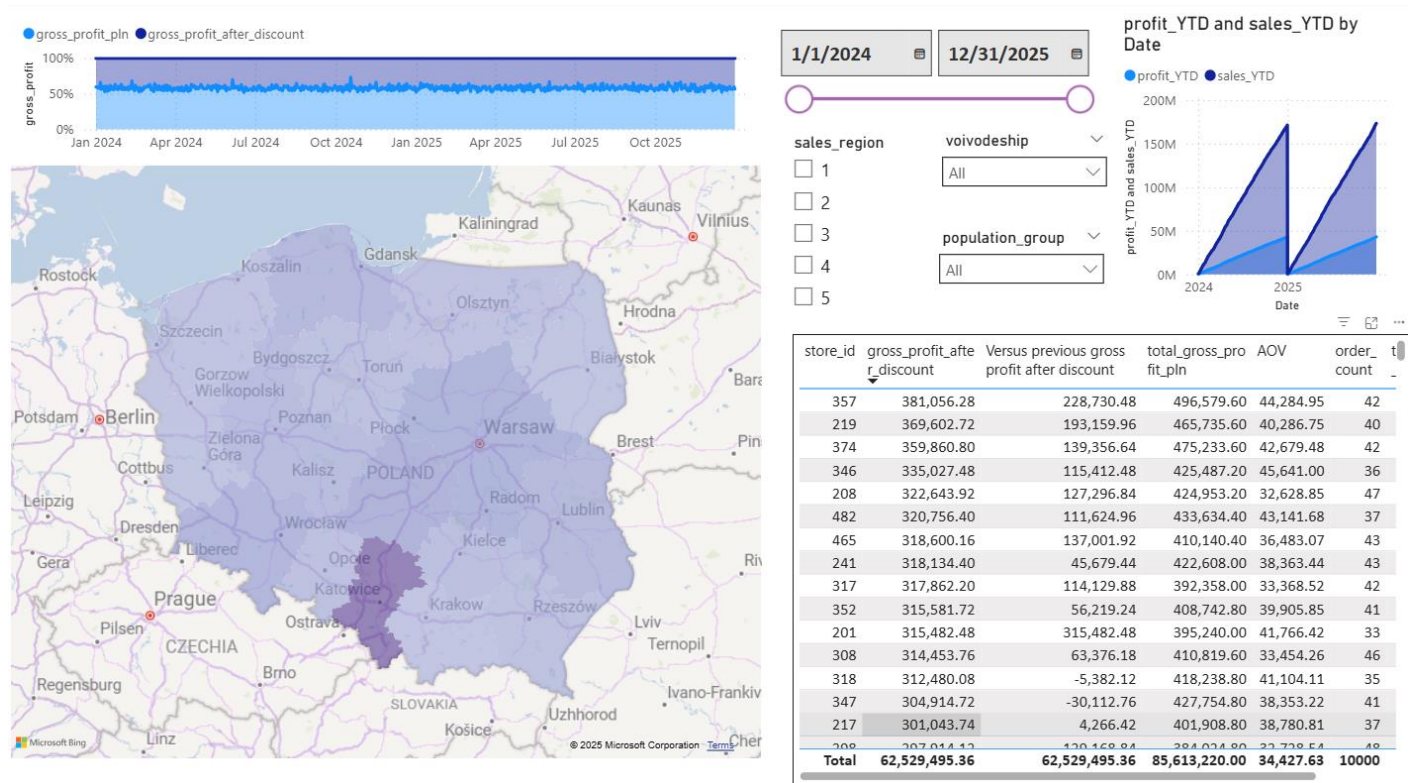 gross_profit_pln gross_profit_after_discount
gross_profit
100%
50%
0%
Jan 2024 Apr 2024 Jul 2024 Oct 2024 Jan 2025 Apr 2025 Jul 2025 Oct 2025
Kaunas
Vilnius
Kaliningrad
Gdansk
Koszalin
Rostock
Olsztyn
Hrodna
Szczecin
Bydgoszcz
Toruń
Białystok
Gorzow
Wielkopolski
Bara
Potsdam
Berlin
Poznan
Płock
Warsaw
Brest
Pin
Zielona
Góra
Kalisz
POLAND
Cottbus
Leipzig
Radom
Lublin
Dresden
Wrocław
Kielce
Gera
Liberec
Opole
Katowice
Riv
Prague
Krakow
Rzeszów
Ostrava
Lviv
Pilsen
CZECHIA
Ternopil
Brno
Regensburg
SLOVAKIA
Ivano-Frankiv
Košice
Uzhhorod
Linz
Microsoft Bing
© 2025 Microsoft Corporation Terms
Cher
1/1/2024 12/31/2025
sales_region
1
2
3
4
5
voivodeship
All
population_group
All
profit_YTD and sales_YTD by
Date
profit_YTD sales_YTD
profit_YTD and sales_YTD
200M
150M
100M
50M
0M
2024 2025
Date
store_id gross_profit_afte Versus previous gross total_gross_pro AOV order_ t
r_discount profit after discount fit_pln count _
357 381,056.28 228,730.48 496,579.60 44,284.95 42
219 369,602.72 193,159.96 465,735.60 40,286.75 40
374 359,860.80 139,356.64 475,233.60 42,679.48 42
346 335,027.48 115,412.48 425,487.20 45,641.00 36
208 322,643.92 127,296.84 424,953.20 32,628.85 47
482 320,756.40 111,624.96 433,634.40 43,141.68 37
465 318,600.16 137,001.92 410,140.40 36,483.07 43
241 318,134.40 45,679.44 422,608.00 38,363.44 43
317 317,862.20 114,129.88 392,358.00 33,368.52 42
352 315,581.72 56,219.24 408,742.80 39,905.85 41
201 315,482.48 315,482.48 395,240.00 41,766.42 33
308 314,453.76 63,376.18 410,819.60 33,454.26 46
318 312,480.08 -5,382.12 418,238.80 41,104.11 35
347 304,914.72 -30,112.76 427,754.80 38,353.22 41
217 301,043.74 4,266.42 401,908.80 38,780.81 37
Total 62,529,495.36 62,529,495.36 85,613,220.00 34,427.63 10000